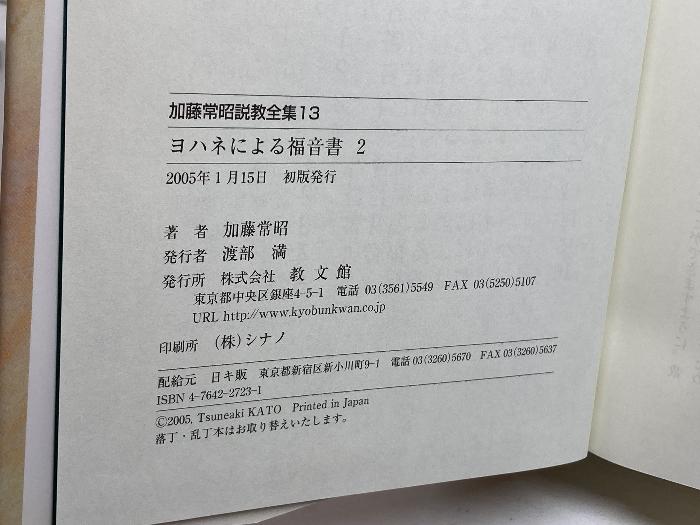 加藤常昭説教全集13
ヨハネによる福音書 2
2005年1月15日 初版発行
著 者 加藤常昭
発行者 渡部 満
発行所 株式会社 教文館
東京都中央区銀座4-5-1 電話 03(3561)5549 FAX 03(5250)5107
URL http://www.kyobunkwan.co.jp
印刷所 (株)シナノ
配給元 日キ販 東京都新宿区新小川町9-1 電話03(3260)5670 FAX03(3260)5637
ISBN 4-7642-2723-1
©2005, Tsuneaki KATO Printed in Japan
落丁・乱丁本はお取り替えいたします。